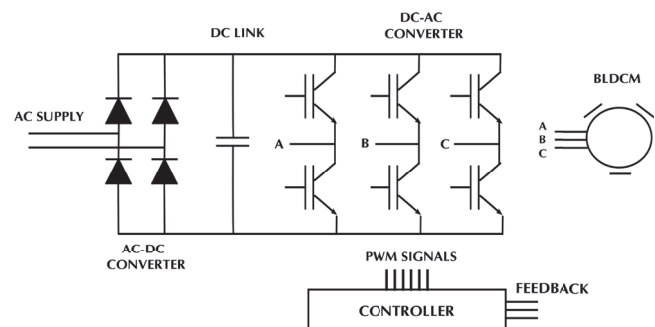 DC LINK
DC-AC
CONVERTER
BLDCM
AC SUPPLY
A
B
C
A
B
C
AC-DC
CONVERTER
PWM SIGNALS
FEEDBACK
CONTROLLER